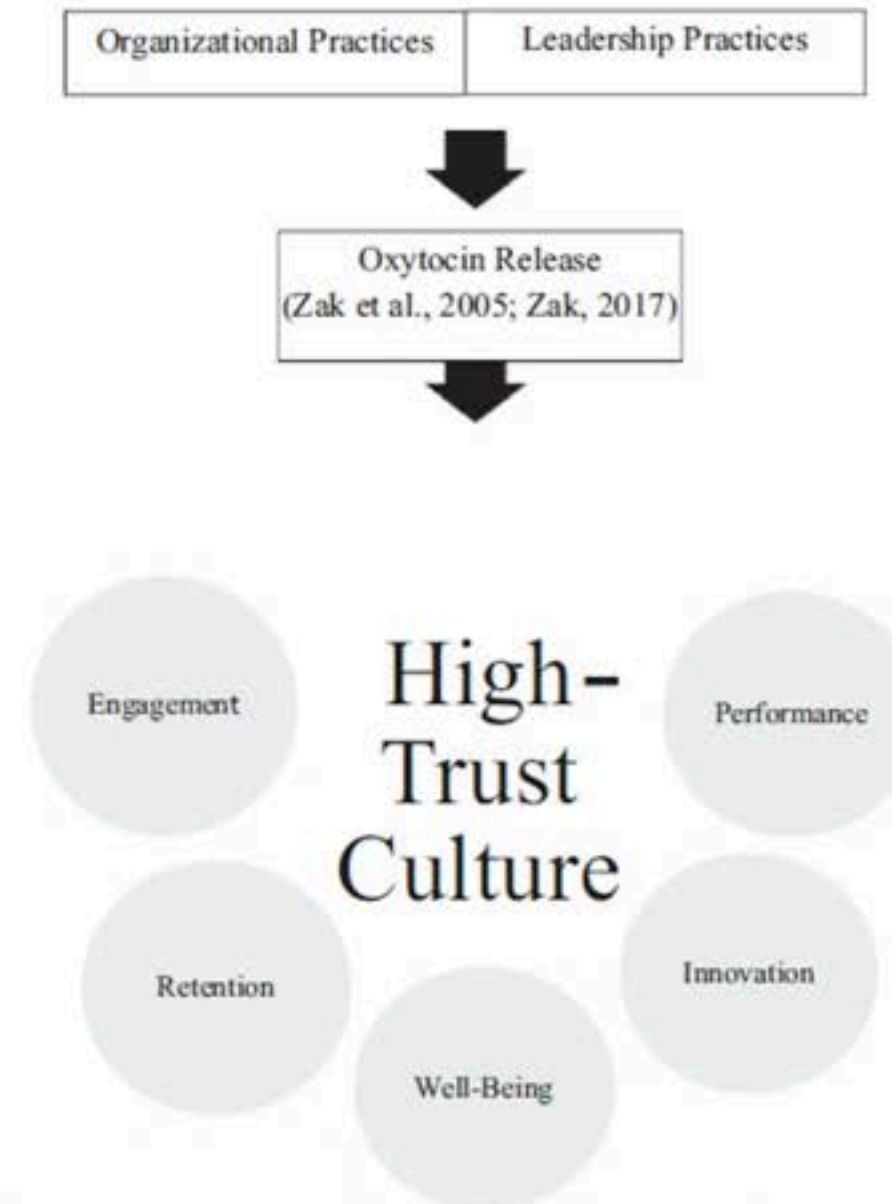 Organizational Practices
Leadership Practices
Oxytocin Release
(Zak et al., 2005; Zak, 2017)
High-
Trust
Culture
Engagement
Performance
Retention
Innovation
Well-Being